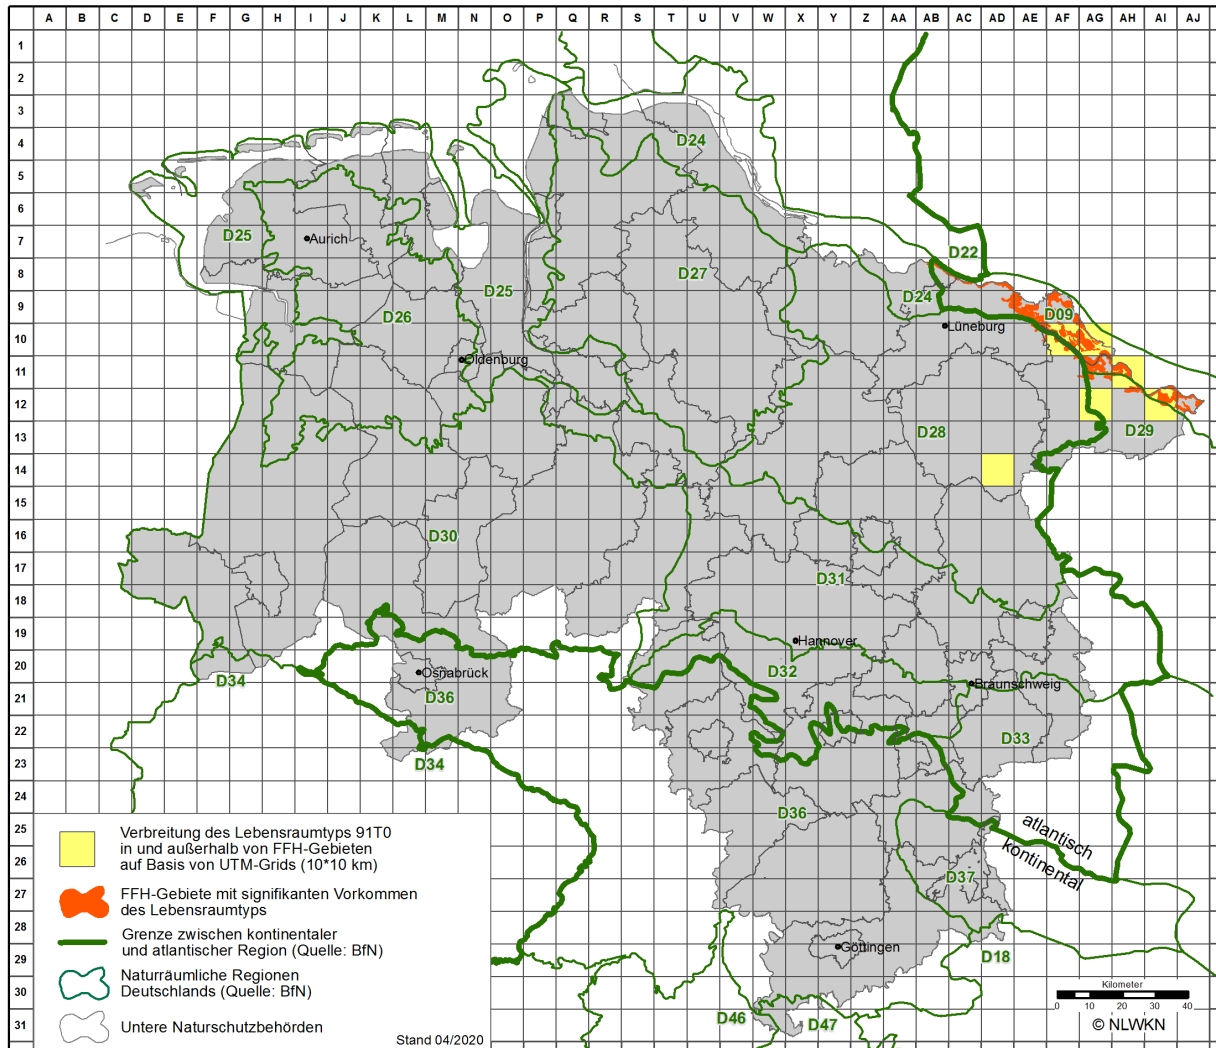 A B C D E F G H I J K L M N O P Q R S T U V W X Y Z AA AB AC AD AE AF AG AH AI AJ
1
2
3
4
5
6
7
8
9
10
11
12
13
14
15
16
17
18
19
20
21
22
23
24
25
26
27
28
29
30
31
D24
D25
Aurich
D22
D27
D25
D24
D26
D09
Lüneburg
Oldenburg
D28
D29
D30
D31
Hannover
D32
D34
Osnabrück
D36
Braunschweig
D33
D34
D36
atlantisch
kontinental
D37
Göttingen
D18
D46
D47
Verbreitung des Lebensraumtyps 91T0
in und außerhalb von FFH-Gebieten
auf Basis von UTM-Grids (10*10 km)
FFH-Gebiete mit signifikanten Vorkommen
des Lebensraumtyps
Grenze zwischen kontinentaler
und atlantischer Region (Quelle: BfN)
Naturräumliche Regionen
Deutschlands (Quelle: BfN)
Untere Naturschutzbehörden
Stand 04/2020
Kilometer
0 10 20 30 40
© NLWKN